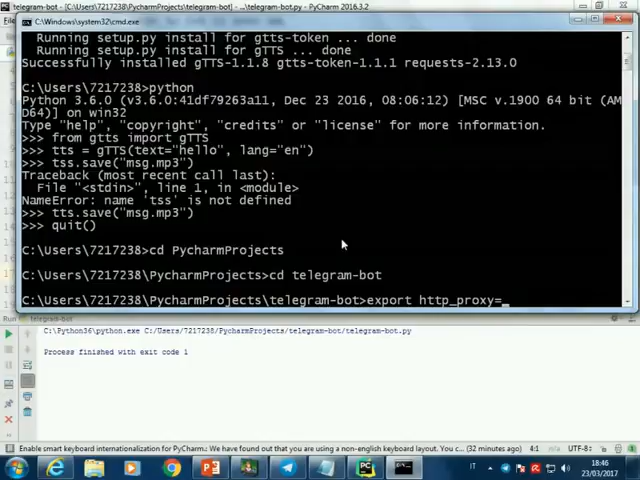 telegram-bot - [C:\Users\7217238\PycharmProjects\telegram-bot] - ...\telegram-bot.py - PyCharm 2016.3.2
C:\Windows\system32\cmd.exe
Running setup.py install for gtts-token ... done
Running setup.py install for gTTS ... done
Successfully installed gTTS-1.1.8 gtts-token-1.1.1 requests-2.13.0
C:\Users\7217238>python
Python 3.6.0 (v3.6.0:41df79263a11, Dec 23 2016, 08:06:12) [MSC v.1900 64 bit (AM
D64)] on win32
Type "help", "copyright", "credits" or "license" for more information.
>>> from gtts import gTTS
>>> tts = gTTS(text="hello", lang="en")
>>> tss.save("msg.mp3")
Traceback (most recent call last):
File "<stdin>", line 1, in <module>
NameError: name 'tss' is not defined
>>> tts.save("msg.mp3")
>>> quit()
C:\Users\7217238>cd PycharmProjects
C:\Users\7217238\PycharmProjects>cd telegram-bot
C:\Users\7217238\PycharmProjects\telegram-bot>export http_proxy=_
Run telegram-bot
C:\Python36\python.exe C:/Users/7217238/PycharmProjects/telegram-bot/telegram-bot.py
Process finished with exit code 1
Enable smart keyboard internationalization for PyCharm.: We have found out that you are using a non-english keyboard layout. You c... (32 minutes ago) 4:1 UTF-8
IT 18:46
23/03/2017